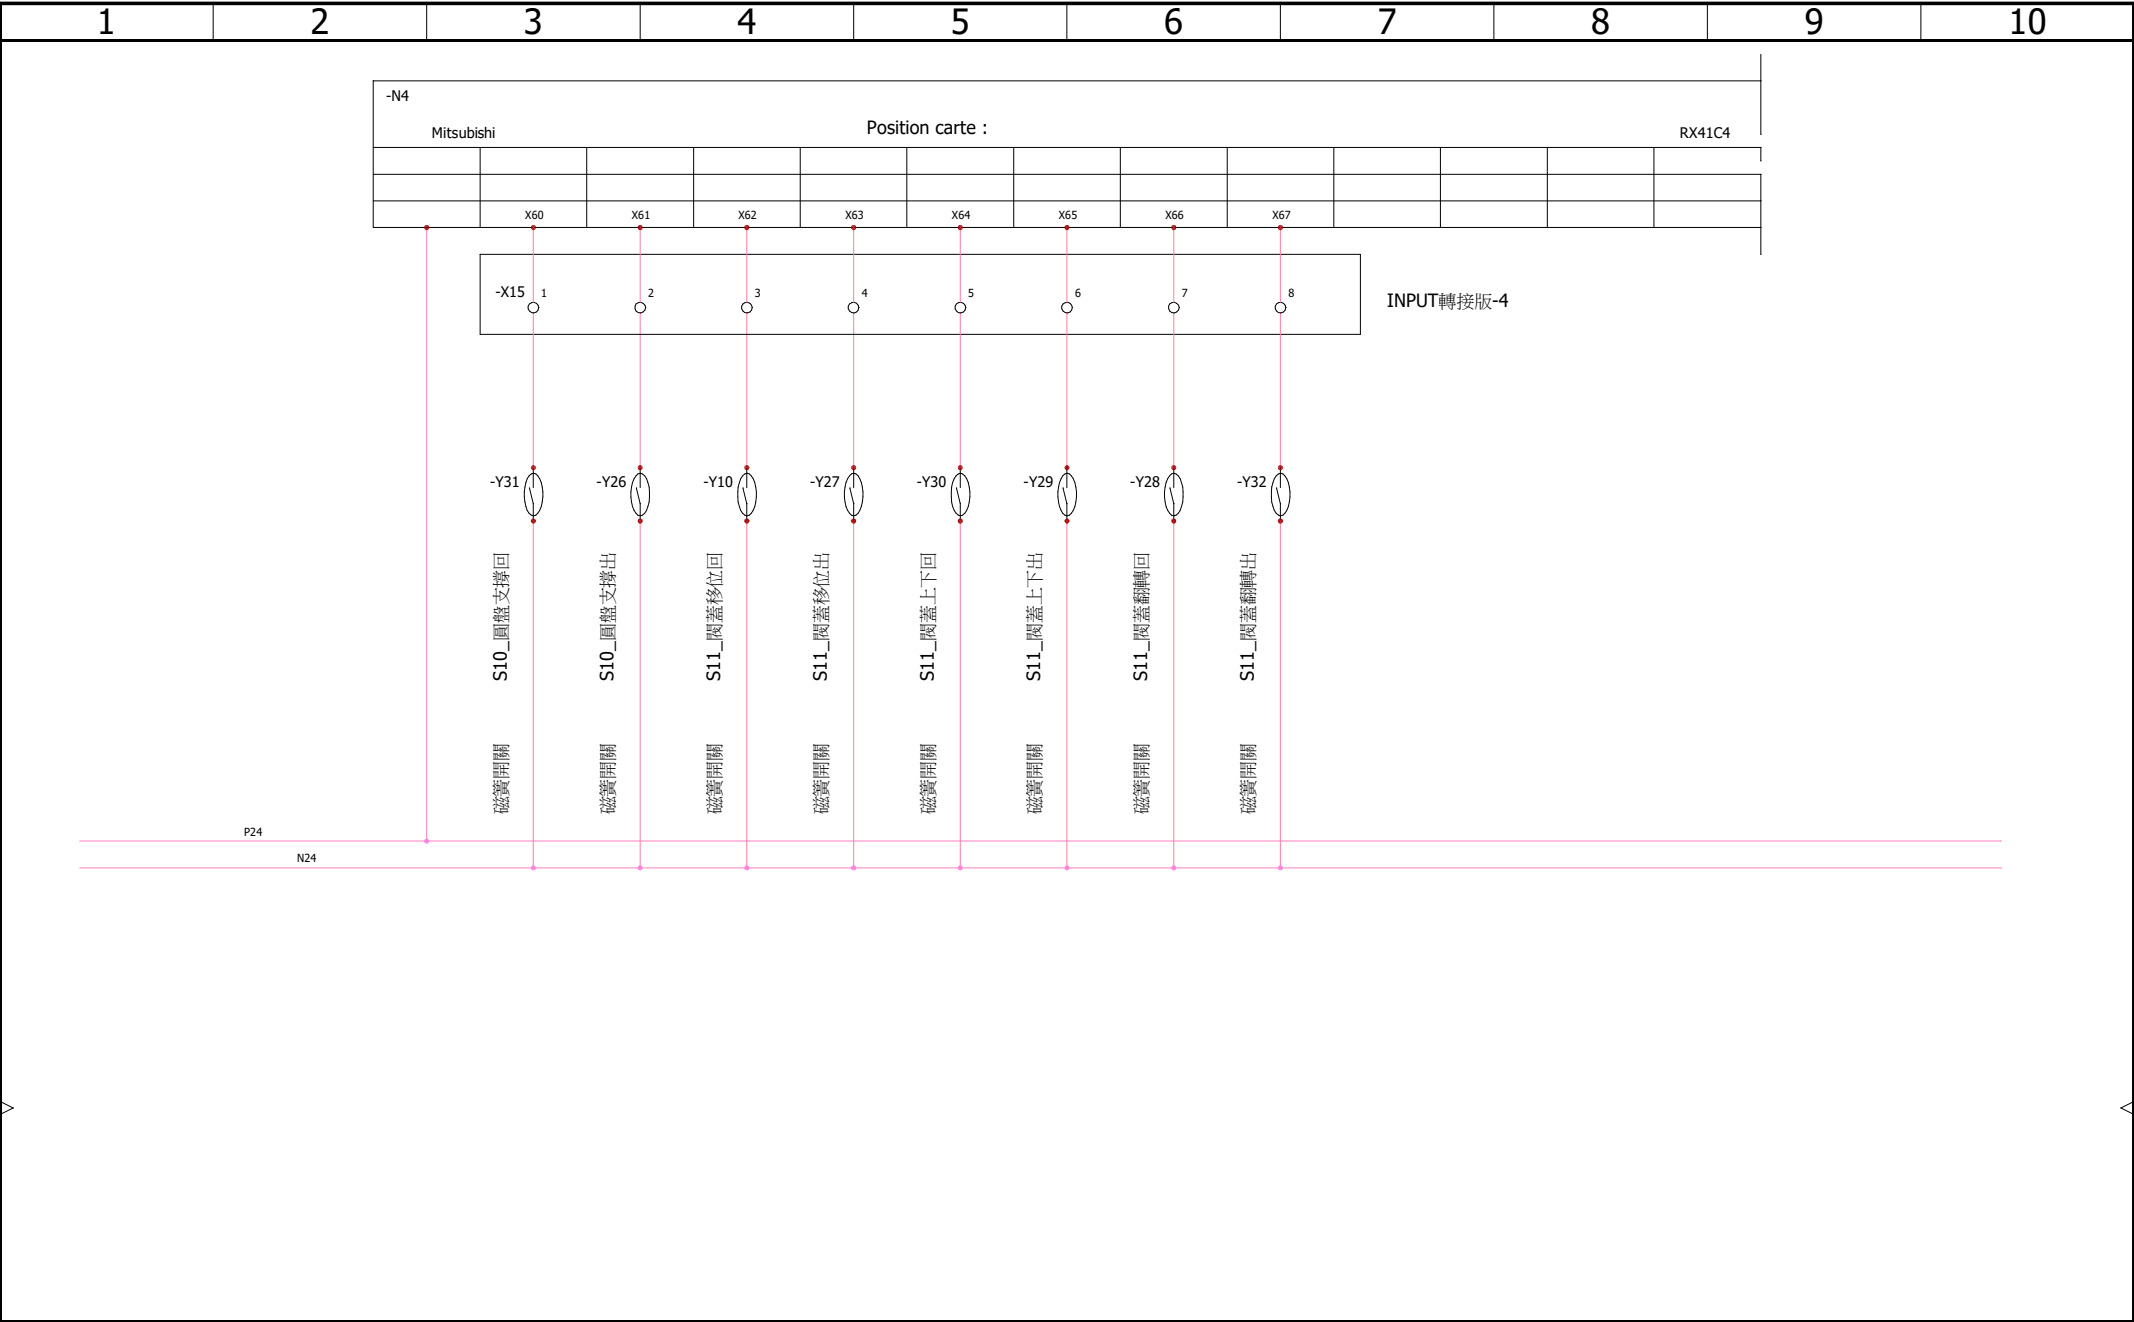 1 2 3 4 5 6 7 8 9 10
-N4
Mitsubishi Position carte : RX41C4
X60 X61 X62 X63 X64 X65 X66 X67
-X15 1 2 3 4 5 6 7 8
INPUT轉接版-4
-Y31 -Y26 -Y10 -Y27 -Y30 -Y29 -Y28 -Y32
磁簧開關 S10_圓盤支撐回
磁簧開關 S10_圓盤支撐出
磁簧開關 S11_閥蓋移位回
磁簧開關 S11_閥蓋移位出
磁簧開關 S11_閥蓋上下回
磁簧開關 S11_閥蓋上下出
磁簧開關 S11_閥蓋翻轉回
磁簧開關 S11_閥蓋翻轉出
P24
N24